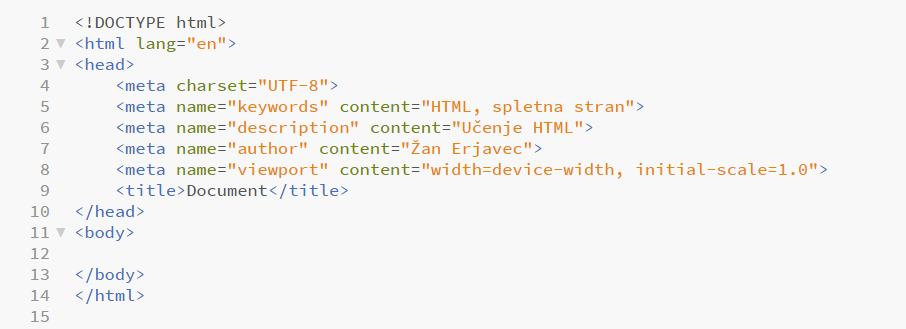 1 <!DOCTYPE html>
2 <html lang="en">
3 <head>
4 <meta charset="UTF-8">
5 <meta name="keywords" content="HTML, spletna stran">
6 <meta name="description" content="Učenje HTML">
7 <meta name="author" content="Žan Erjavec">
8 <meta name="viewport" content="width=device-width, initial-scale=1.0">
9 <title>Document</title>
10 </head>
11 <body>
12
13 </body>
14 </html>
15